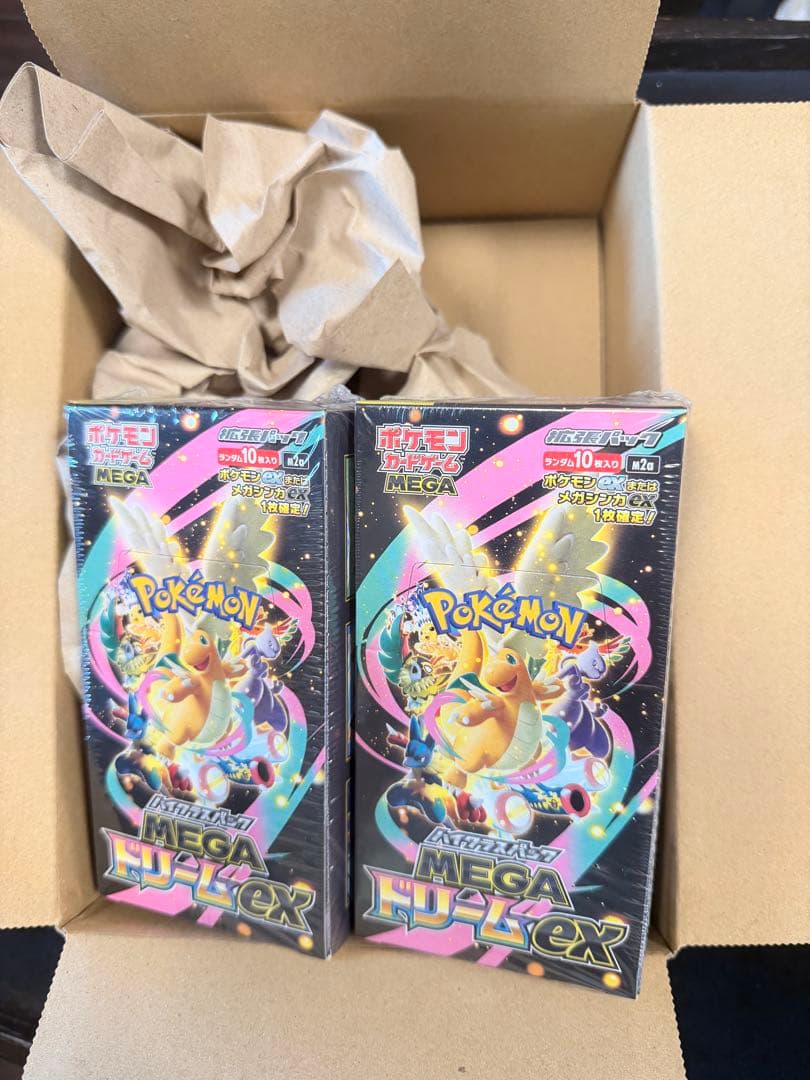 ポケモン
カードゲーム
MEGA
拡張パック
ランダム10枚入り
M2a
ポケモンexまたは
メガシンカex
1枚確定!
POKéMON
ハイクラスパック
MEGA
ドリームex
ポケモン
カードゲーム
MEGA
拡張パック
ランダム10枚入り
M2a
ポケモンexまたは
メガシンカex
1枚確定!
POKéMON
ハイクラスパック
MEGA
ドリームex